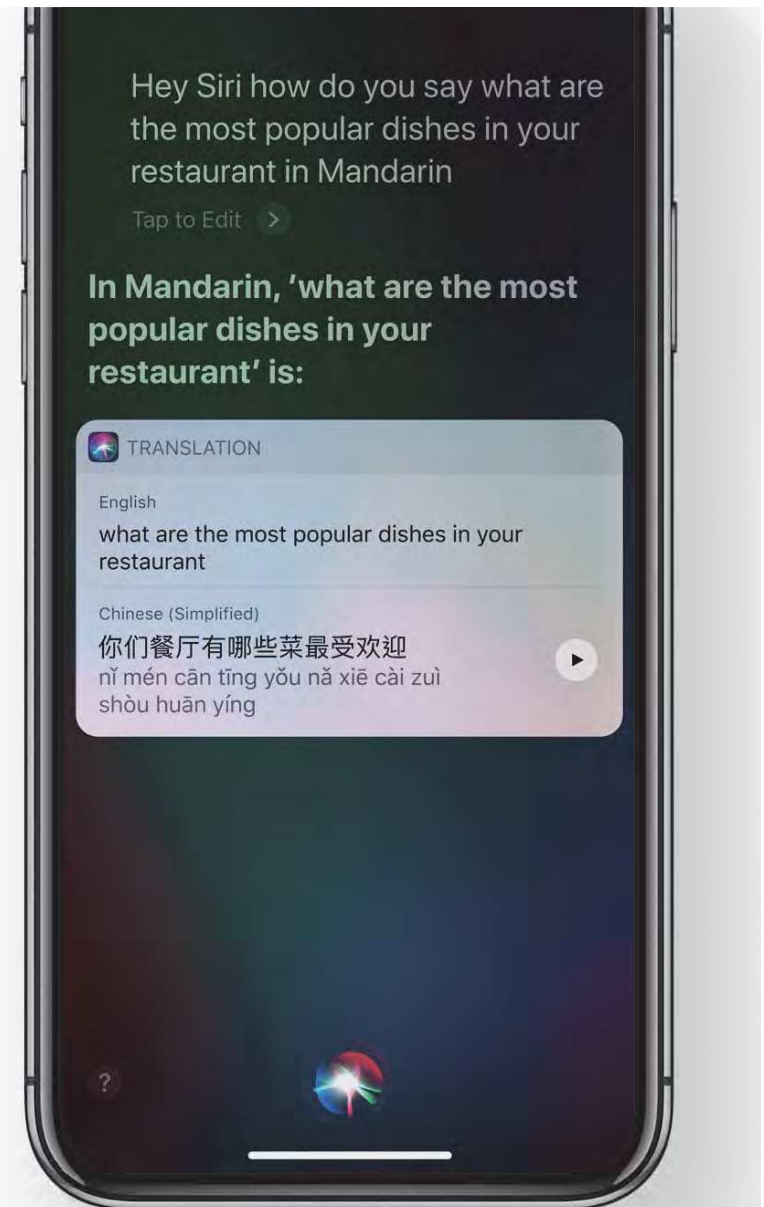 Hey Siri how do you say what are
the most popular dishes in your
restaurant in Mandarin
Tap to Edit >
In Mandarin, ‘what are the most
popular dishes in your
restaurant’ is:
TRANSLATION
English
what are the most popular dishes in your
restaurant
Chinese (Simplified)
你们餐厅有哪些菜最受欢迎
nǐ mén cān tīng yǒu nǎ xiē cài zuì
shòu huān yíng
?